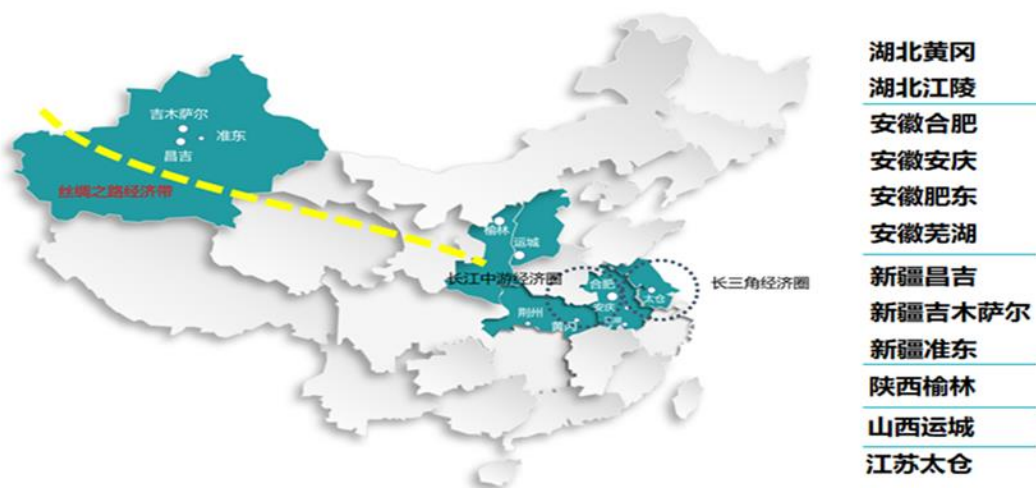 吉木萨尔
准东
昌吉
丝绸之路经济带
榆林
运城
长江中游经济圈
长三角经济圈
合肥
太仓
安庆
荆州
湖北黄冈
湖北江陵
安徽合肥
安徽安庆
安徽肥东
安徽芜湖
新疆昌吉
新疆吉木萨尔
新疆准东
陕西榆林
山西运城
江苏太仓